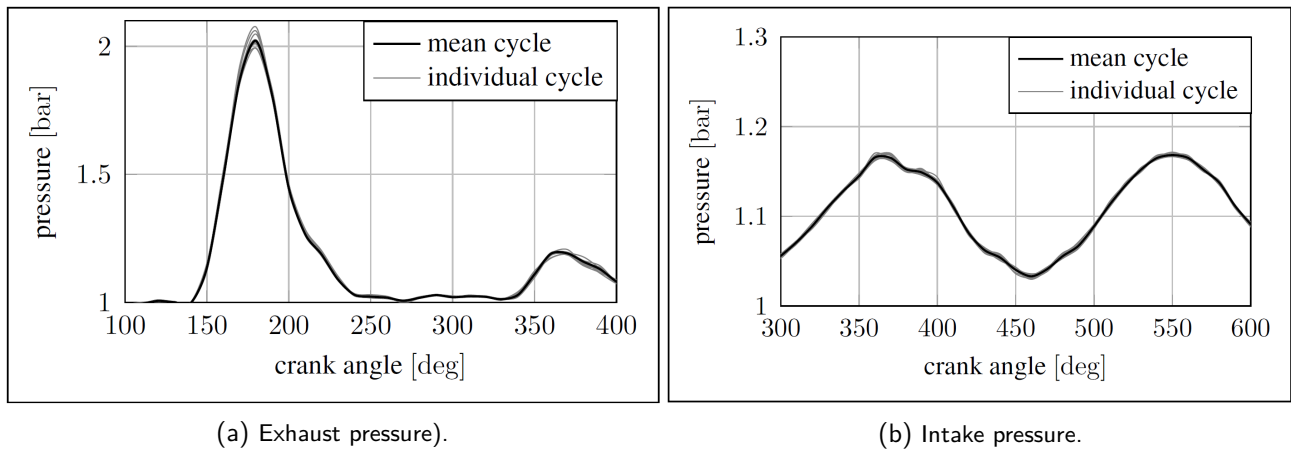 mean cycle
individual cycle
2
1.5
1
pressure [bar]
100 150 200 250 300 350 400
crank angle [deg]
(a) Exhaust pressure).
mean cycle
individual cycle
1.3
1.2
1.1
1
pressure [bar]
300 350 400 450 500 550 600
crank angle [deg]
(b) Intake pressure.